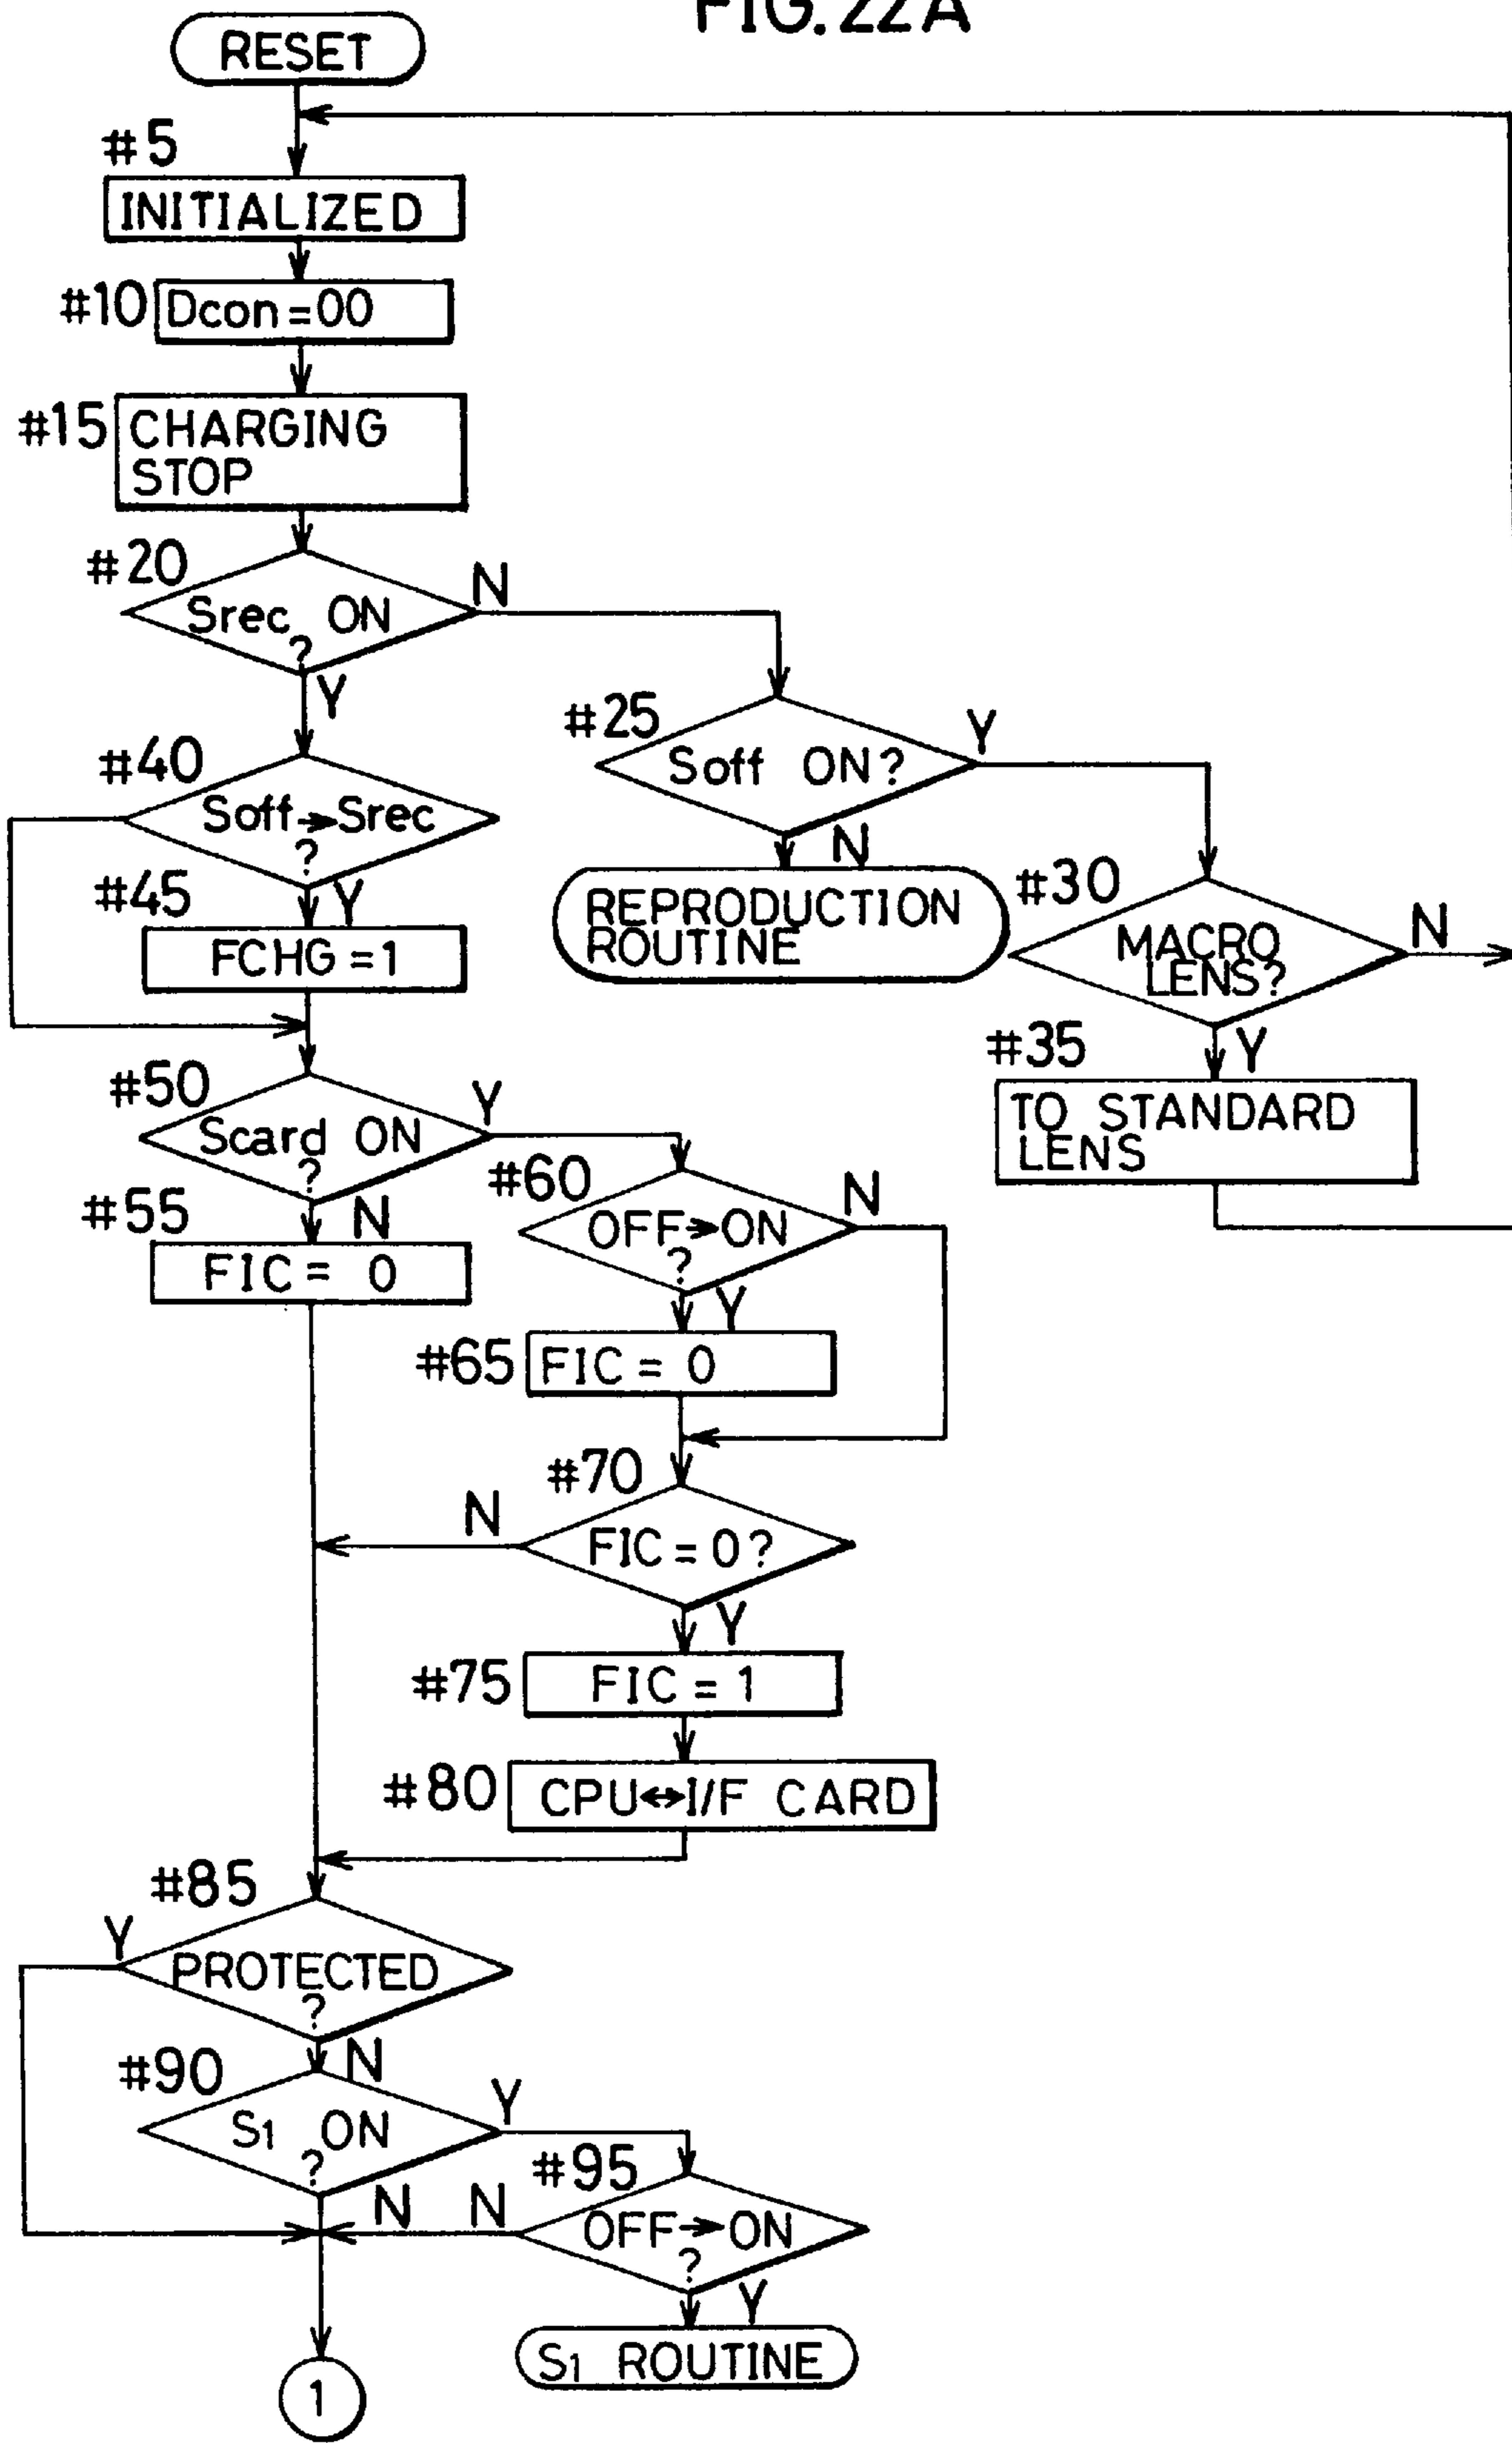 FIG. 22A
RESET
#5
INITIALIZED
#10
Dcon=00
#15
CHARGING
STOP
#20
Srec ON
?
N
Y
#25
Soff ON?
Y
N
REPRODUCTION
ROUTINE
#30
MACRO
LENS?
N
Y
#35
TO STANDARD
LENS
#40
Soff→Srec
?
Y
#45
FCHG=1
#50
Scard ON
?
Y
N
#55
FIC= 0
#60
OFF→ON
?
N
Y
#65
FIC= 0
#70
FIC=0?
N
Y
#75
FIC=1
#80
CPU↔I/F CARD
#85
PROTECTED
?
Y
N
#90
S1 ON
?
Y
N
#95
OFF→ON
?
N
Y
S1 ROUTINE
1